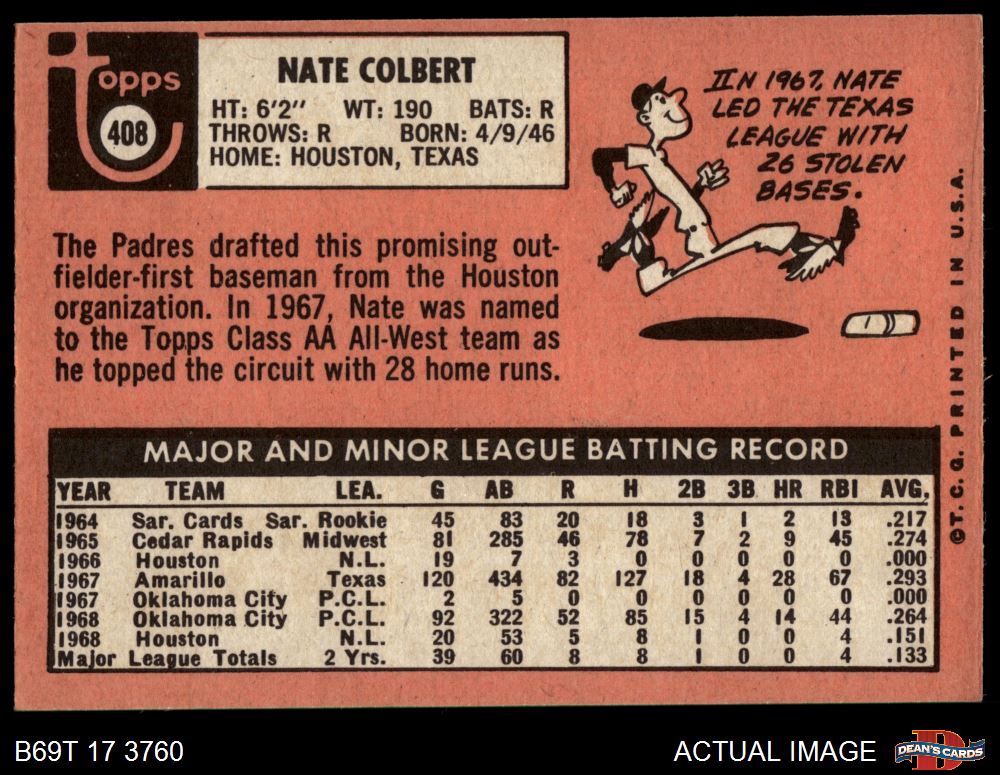 Topps
408
NATE COLBERT
HT: 6'2" WT: 190 BATS: R
THROWS: R BORN: 4/9/46
HOME: HOUSTON, TEXAS
IN 1967, NATE
LED THE TEXAS
LEAGUE WITH
26 STOLEN
BASES.
The Padres drafted this promising out-
fielder-first baseman from the Houston
organization. In 1967, Nate was named
to the Topps Class AA All-West team as
he topped the circuit with 28 home runs.
©T. C. G. PRINTED IN U.S.A.
MAJOR AND MINOR LEAGUE BATTING RECORD
YEAR TEAM LEA. G AB R H 2B 3B HR RBI AVG,
1964 Sar. Cards Sar. Rookie 45 83 20 18 3 1 2 13 .217
1965 Cedar Rapids Midwest 81 285 46 78 7 2 9 45 .274
1966 Houston N.L. 19 7 3 0 0 0 0 0 .000
1967 Amarillo Texas 120 434 82 127 18 4 28 67 .293
1967 Oklahoma City P.C.L. 2 5 0 0 0 0 0 0 .000
1968 Oklahoma City P.C.L. 92 322 52 85 15 4 14 44 .264
1968 Houston N.L. 20 53 5 8 1 0 0 4 .151
Major League Totals 2 Yrs. 39 60 8 8 1 0 0 4 .133
B69T 17 3760
ACTUAL IMAGE
DEAN'S CARDS